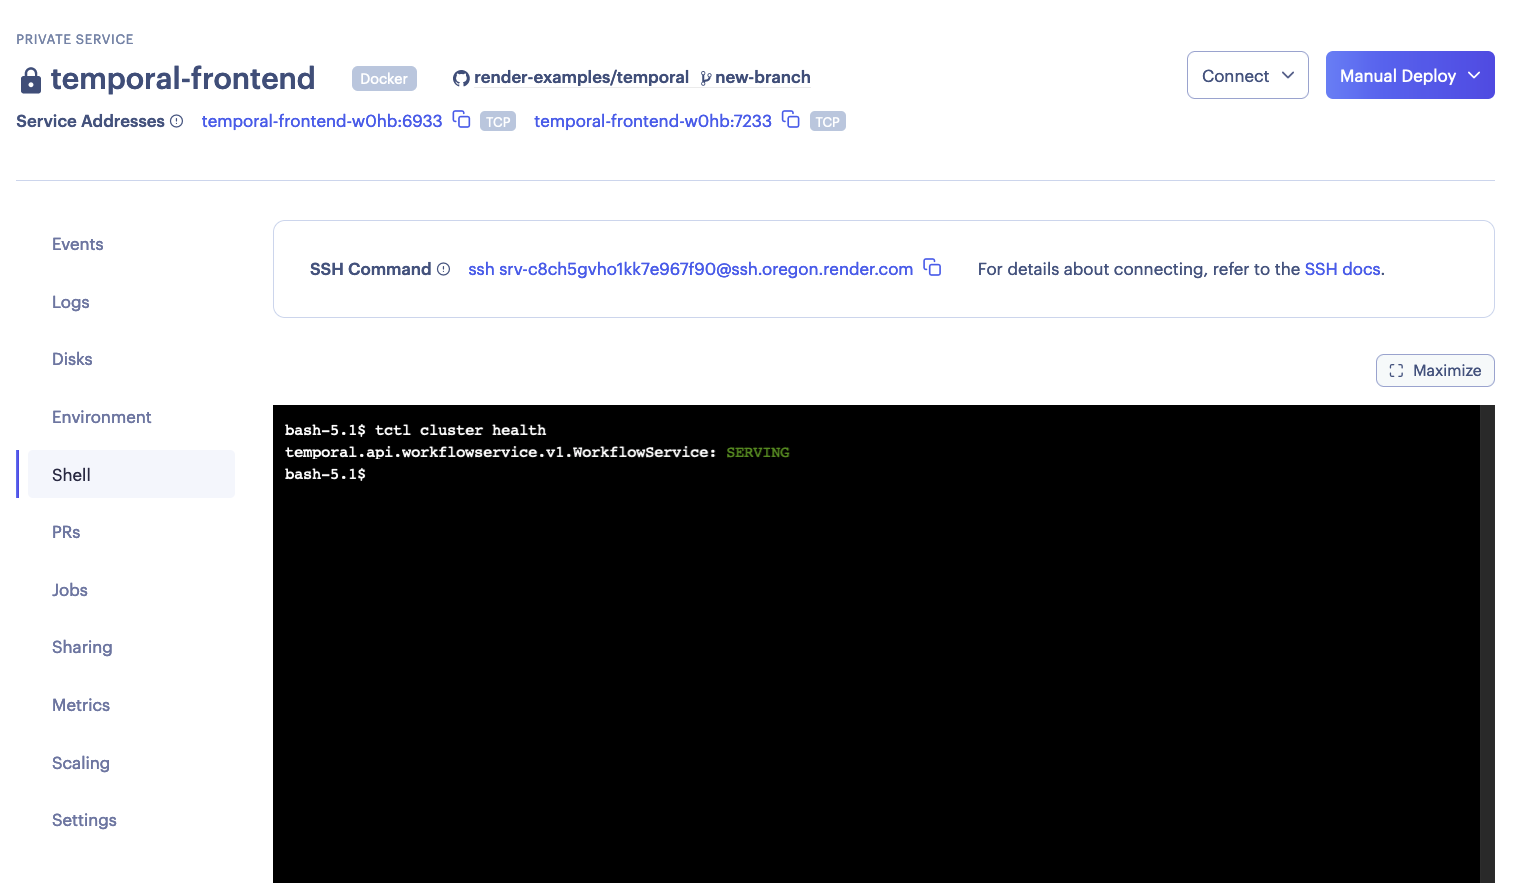 PRIVATE SERVICE
temporal-frontend Docker render-examples/temporal new-branch Connect Manual Deploy
Service Addresses temporal-frontend-w0hb:6933 TCP temporal-frontend-w0hb:7233 TCP
Events
Logs
Disks
Environment
Shell
PRs
Jobs
Sharing
Metrics
Scaling
Settings
SSH Command ssh srv-c8ch5gvho1kk7e967f90@ssh.oregon.render.com For details about connecting, refer to the SSH docs.
Maximize
bash-5.1$ tctl cluster health
temporal.api.workflowservice.v1.WorkflowService: SERVING
bash-5.1$